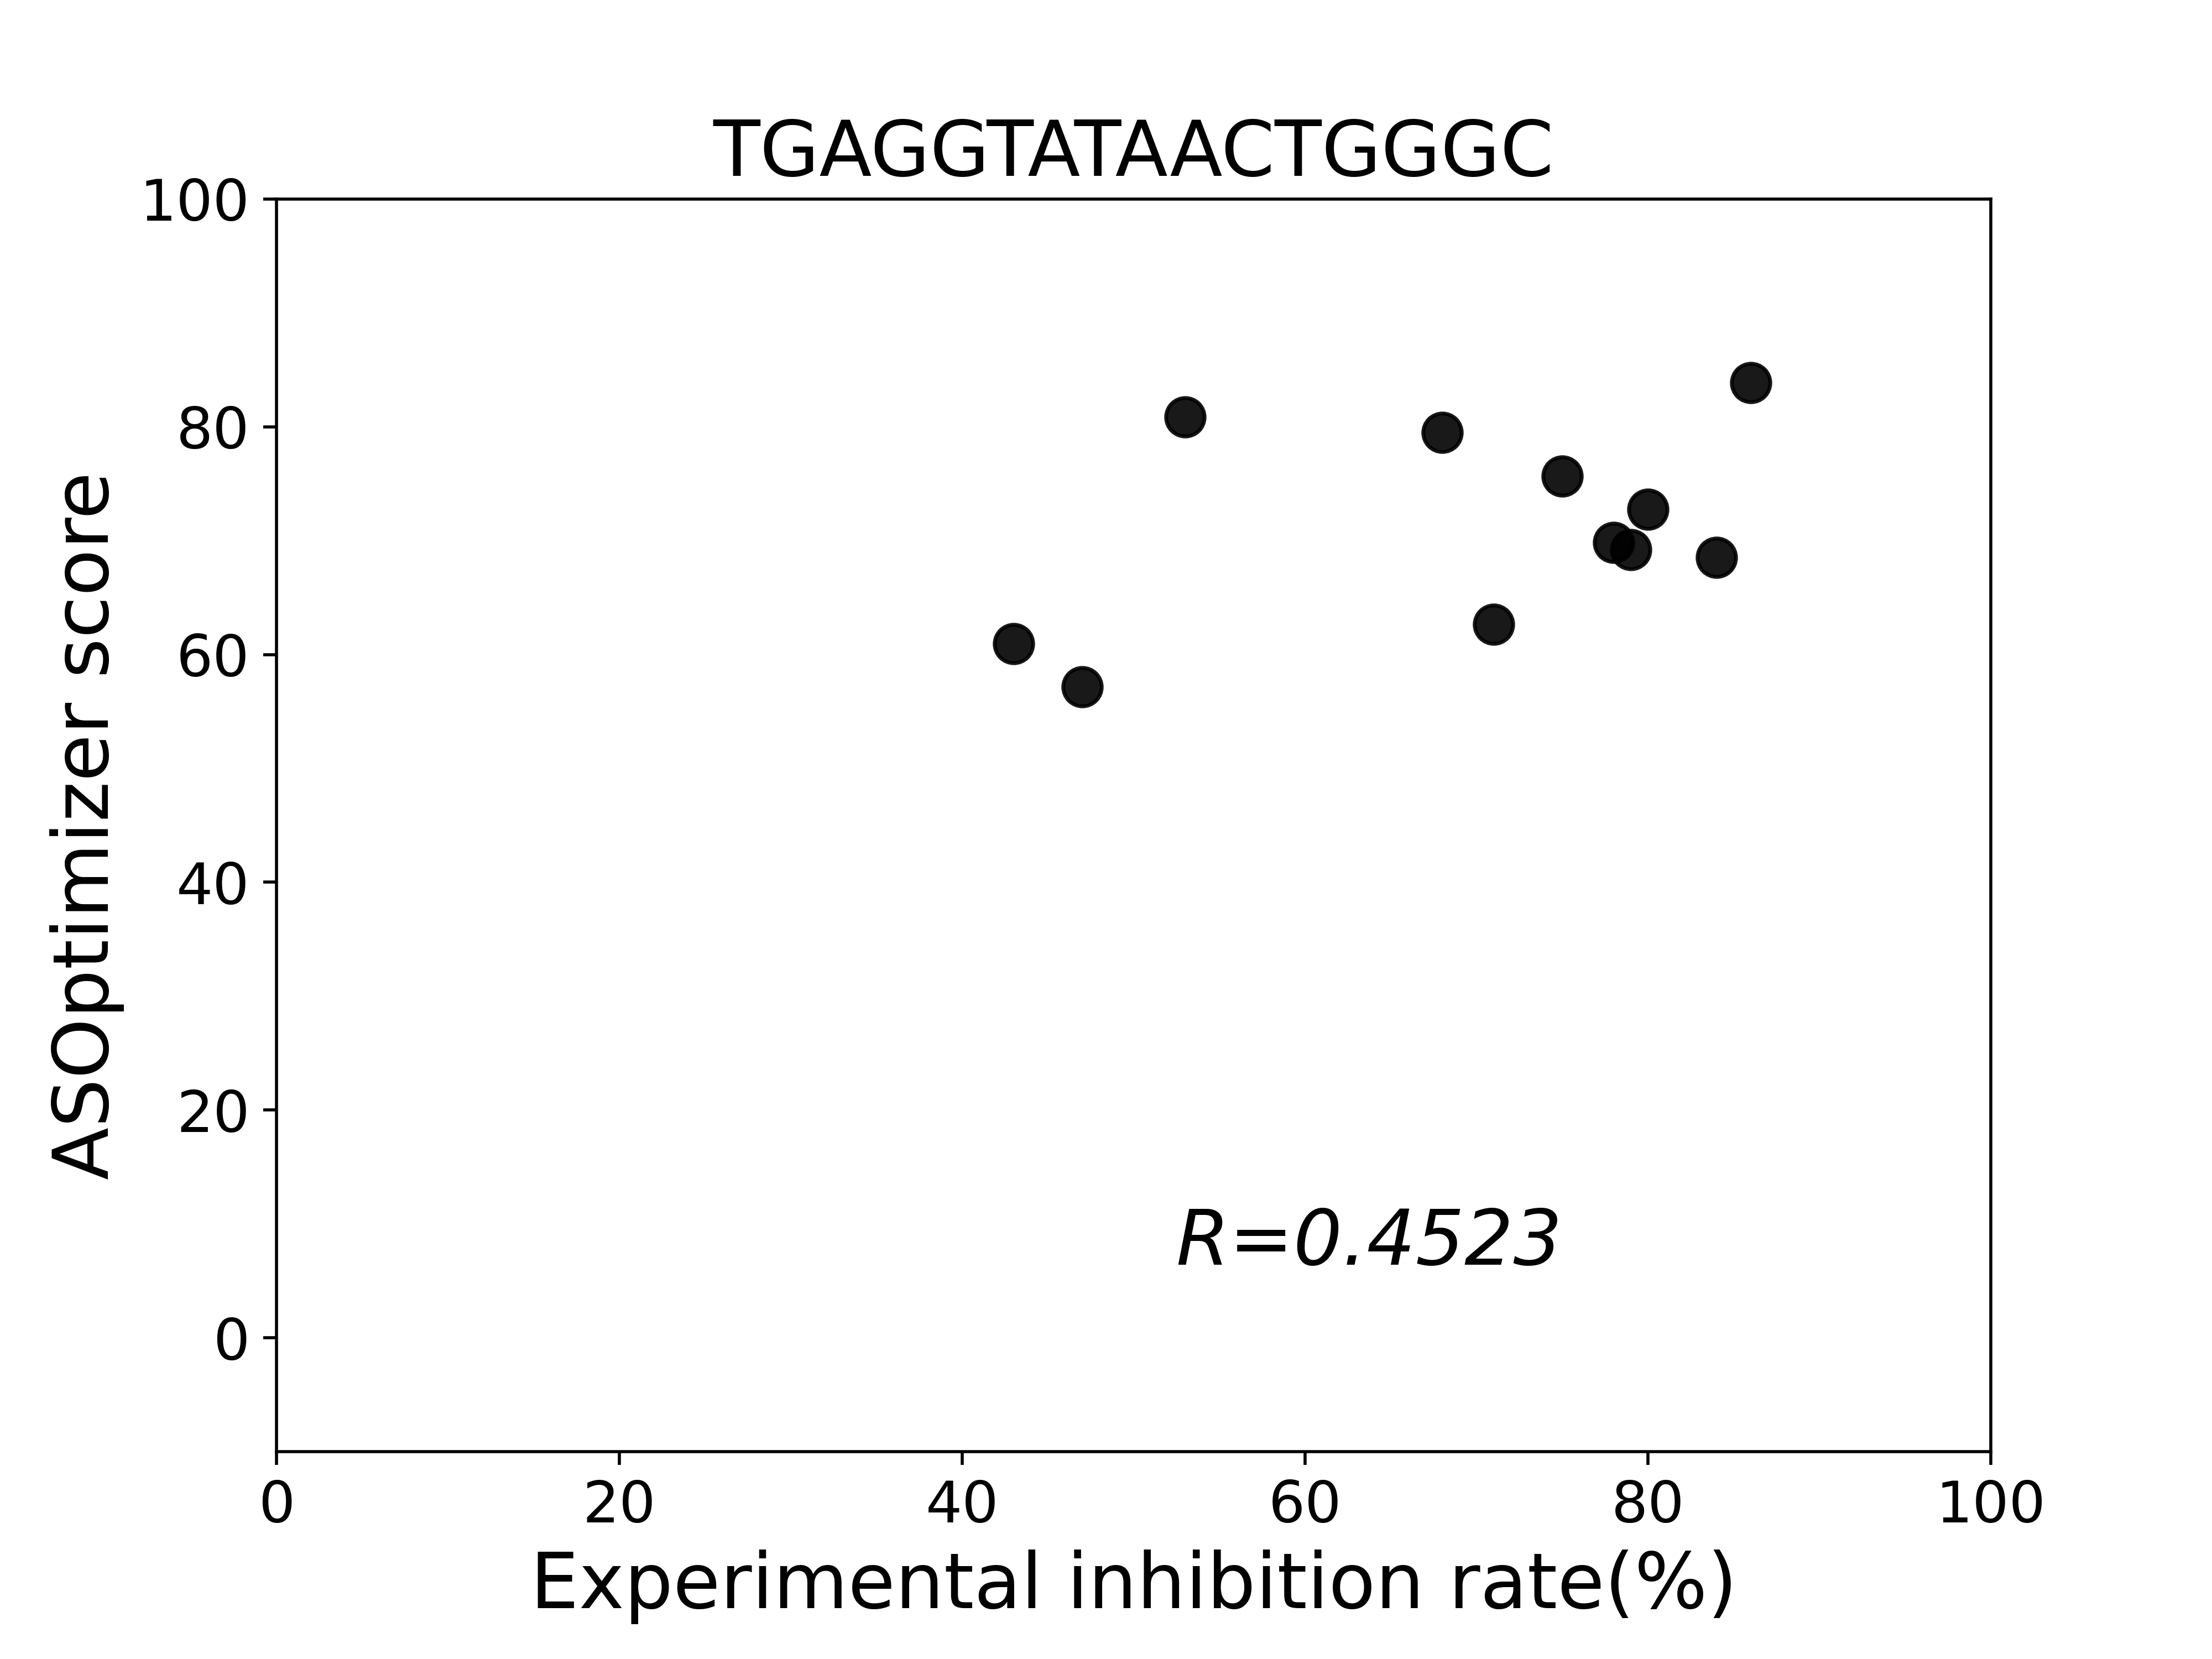 TGAGGTATAACTGGGC
100
80
60
40
20
0
ASOptimizer score
R=0.4523
0 20 40 60 80 100
Experimental inhibition rate(%)